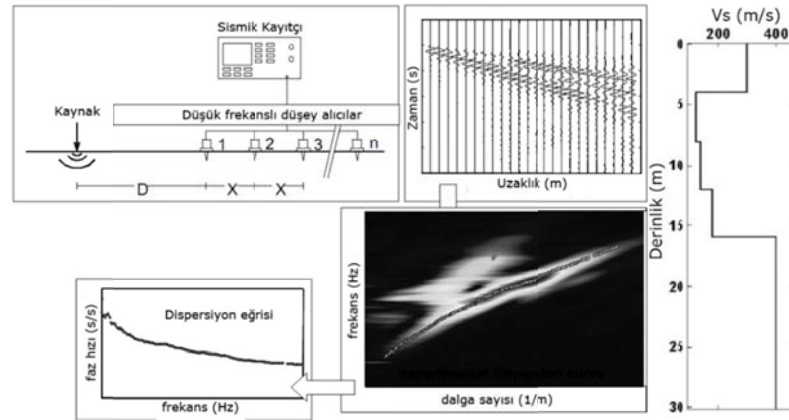 Sismik Kayıtçı
Kaynak
Düşük frekanslı düşey alıcılar
1 2 3 n
D X X
Zaman (s)
Uzaklık (m)
Vs (m/s)
200 400
0
5
10
15
20
25
30
Derinlik (m)
frekans (Hz)
dalga sayısı (1/m)
Dispersiyon eğrisi
faz hızı (s/s)
frekans (Hz)